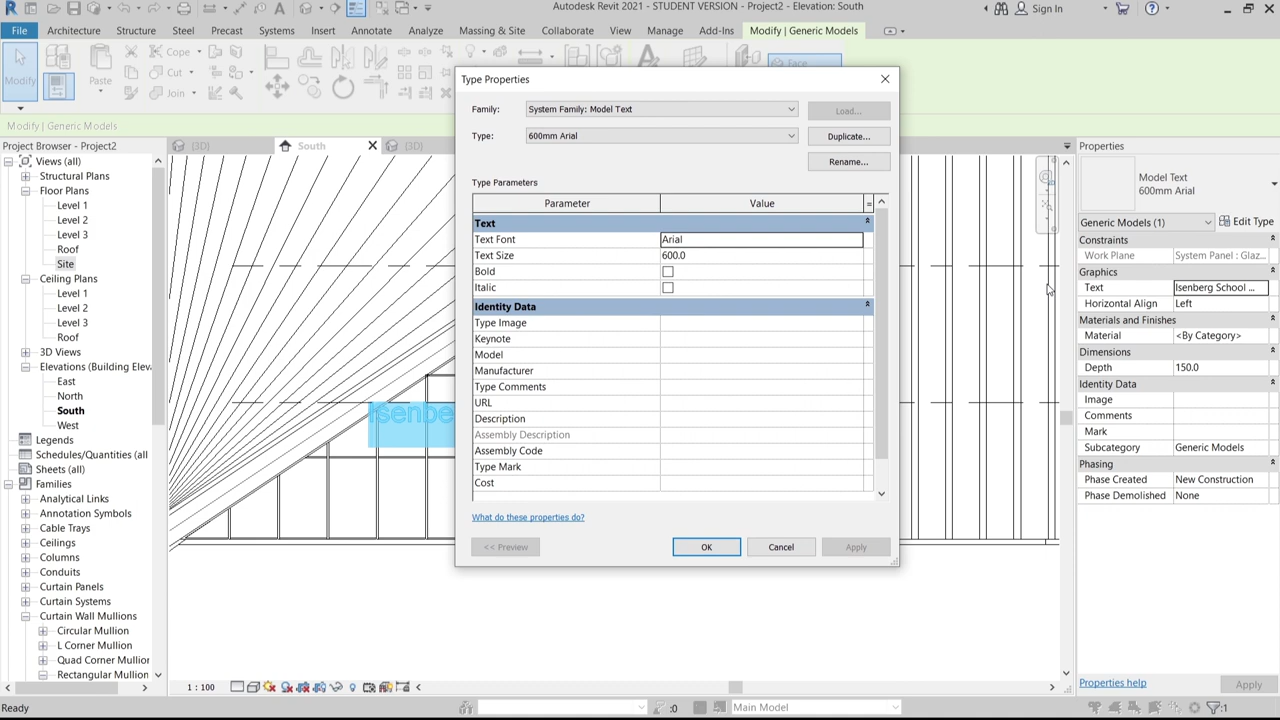 Autodesk Revit 2021 - STUDENT VERSION - Project2 - Elevation: South
Sign In
File Architecture Structure Steel Precast Systems Insert Annotate Analyze Massing & Site Collaborate View Manage Add-Ins Modify | Generic Models
Modify
Paste
Cope
Cut
Join
Face
Modify | Generic Models
Project Browser - Project2
Views (all)
Structural Plans
Floor Plans
Level 1
Level 2
Level 3
Roof
Site
Ceiling Plans
Level 1
Level 2
Level 3
Roof
3D Views
Elevations (Building Eleva
East
North
South
West
Legends
Schedules/Quantities (all
Sheets (all)
Families
Analytical Links
Annotation Symbols
Cable Trays
Ceilings
Columns
Conduits
Curtain Panels
Curtain Systems
Curtain Wall Mullions
Circular Mullion
L Corner Mullion
Quad Corner Mullior
Rectangular Mullion
{3D}
South
{3D}
Isenbe
Type Properties
Family:
System Family: Model Text
Load...
Type:
600mm Arial
Duplicate...
Rename...
Type Parameters
Parameter Value =
Text
Text Font Arial
Text Size 600.0
Bold
Italic
Identity Data
Type Image
Keynote
Model
Manufacturer
Type Comments
URL
Description
Assembly Description
Assembly Code
Type Mark
Cost
What do these properties do?
<< Preview OK Cancel Apply
Properties
Model Text
600mm Arial
Generic Models (1) Edit Type
Constraints
Work Plane System Panel : Glaz...
Graphics
Text Isenberg School ...
Horizontal Align Left
Materials and Finishes
Material <By Category>
Dimensions
Depth 150.0
Identity Data
Image
Comments
Mark
Subcategory Generic Models
Phasing
Phase Created New Construction
Phase Demolished None
Properties help Apply
1 : 100
Ready
:0
Main Model
:1